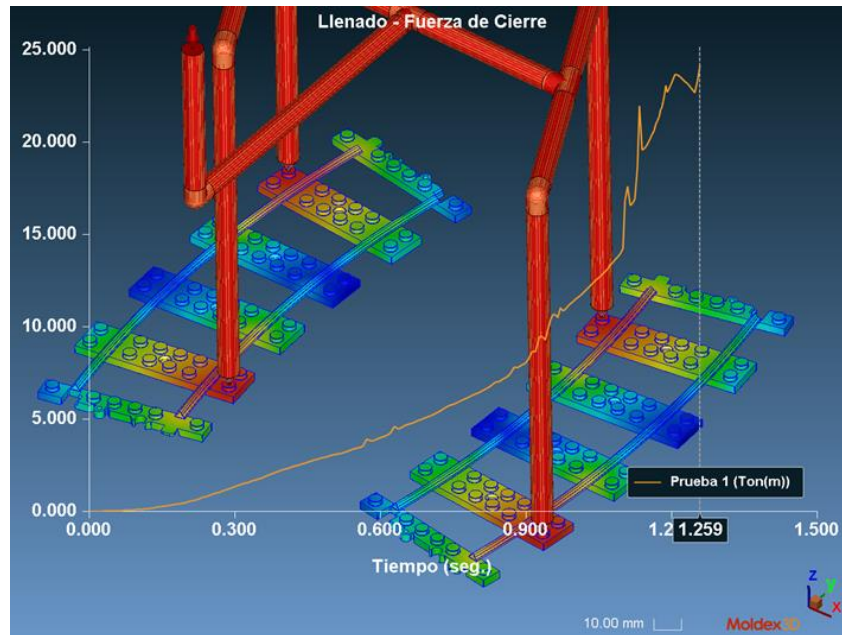 Llenado - Fuerza de Cierre
25.000
20.000
15.000
10.000
5.000
0.000
Prueba 1 (Ton(m))
0.000 0.300 0.600 0.900 1.259 1.500
Tiempo (seg.)
Z
Y
X
10.00 mm
Moldex3D